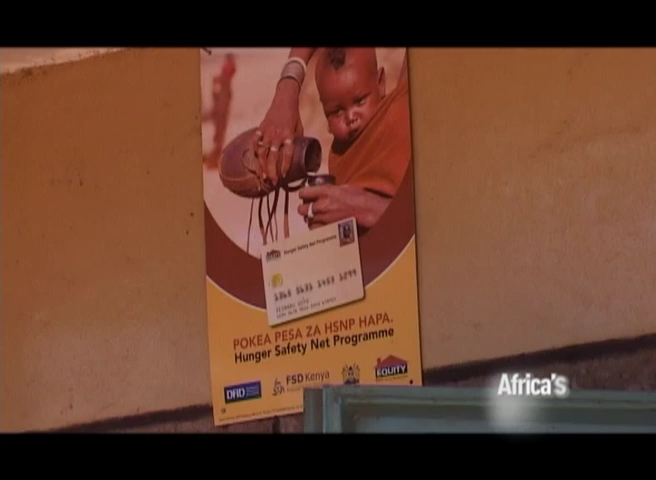 Hunger Safety Net Programme
POKEA PESA ZA HSNP HAPA.
Hunger Safety Net Programme
DFID
FSD Kenya
EQUITY
Africa's